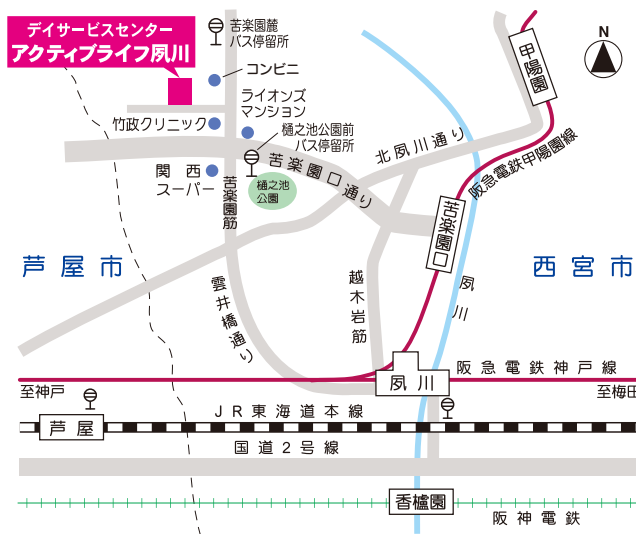 デイサービスセンター
アクティブライフ夙川
苦楽園麓
バス停留所
N
コンビニ
甲陽園
ライオンズ
マンション
竹政クリニック
樋之池公園前
バス停留所
北夙川通り
阪急電鉄甲陽園線
関西
スーパー
苦楽園口通り
樋之池
公園
苦楽園筋
苦楽園口
芦屋市
西宮市
雲井橋通り
越木岩筋
夙川
阪急電鉄神戸線
夙川
至神戸
至梅田
JR東海道本線
芦屋
国道2号線
香櫨園
阪神電鉄